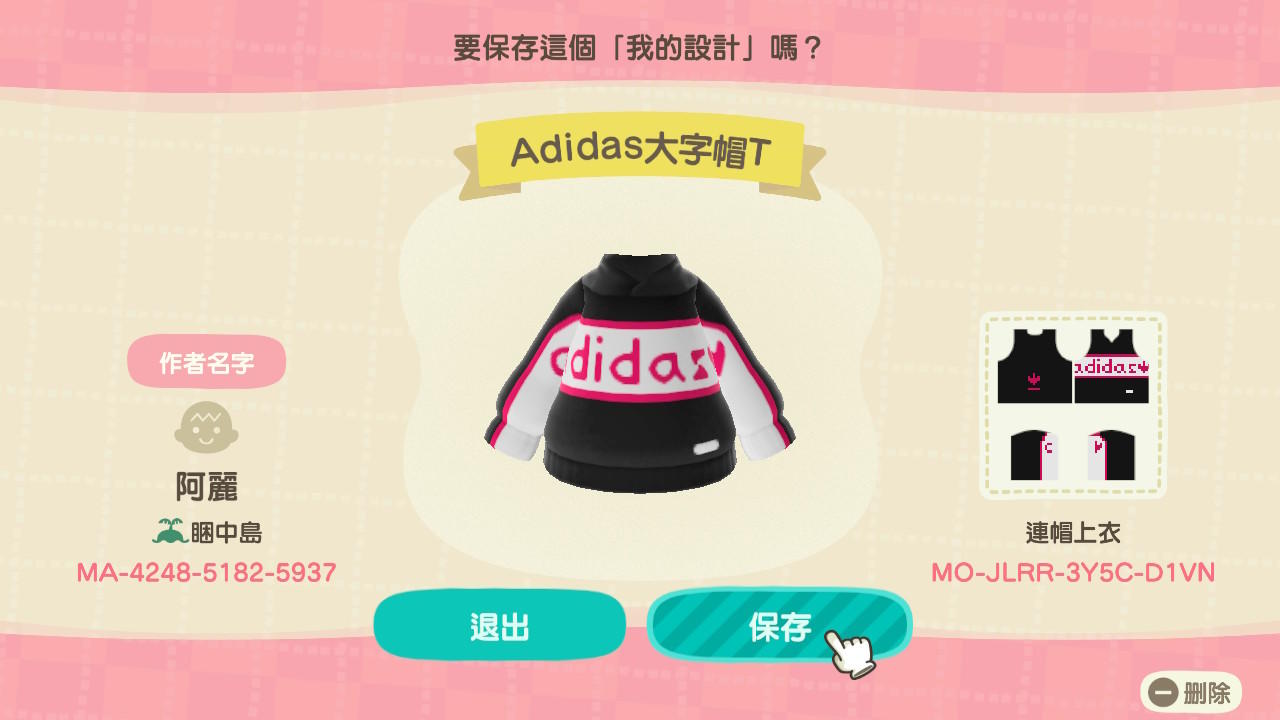 要保存這個「我的設計」嗎？
Adidas大字帽T
adidas
作者名字
阿麗
睏中島
MA-4248-5182-5937
adidas
連帽上衣
MO-JLRR-3Y5C-D1VN
退出
保存
删除